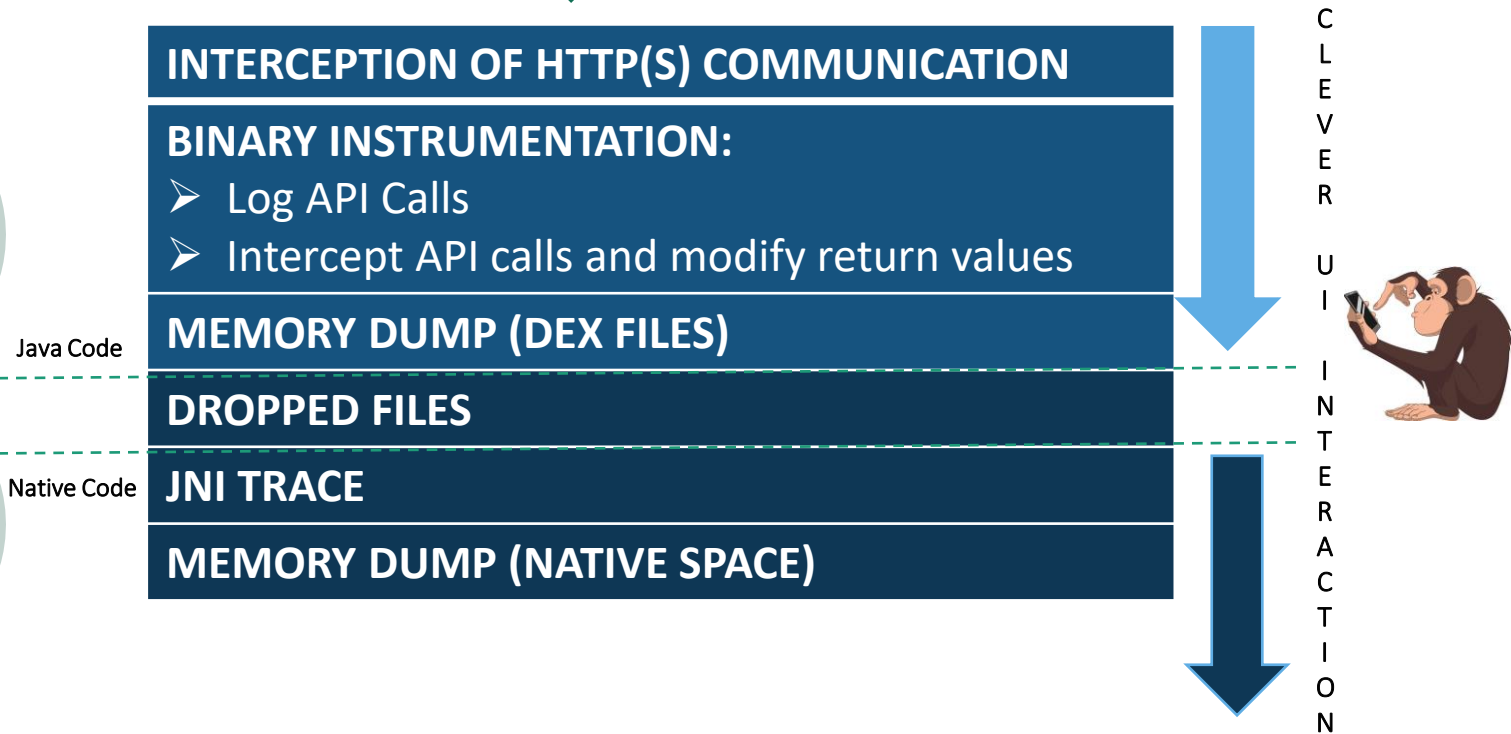 INTERCEPTION OF HTTP(S) COMMUNICATION
BINARY INSTRUMENTATION:
➢ Log API Calls
➢ Intercept API calls and modify return values
MEMORY DUMP (DEX FILES)
Java Code
DROPPED FILES
Native Code
JNI TRACE
MEMORY DUMP (NATIVE SPACE)
CLEVER UI INTERACTION